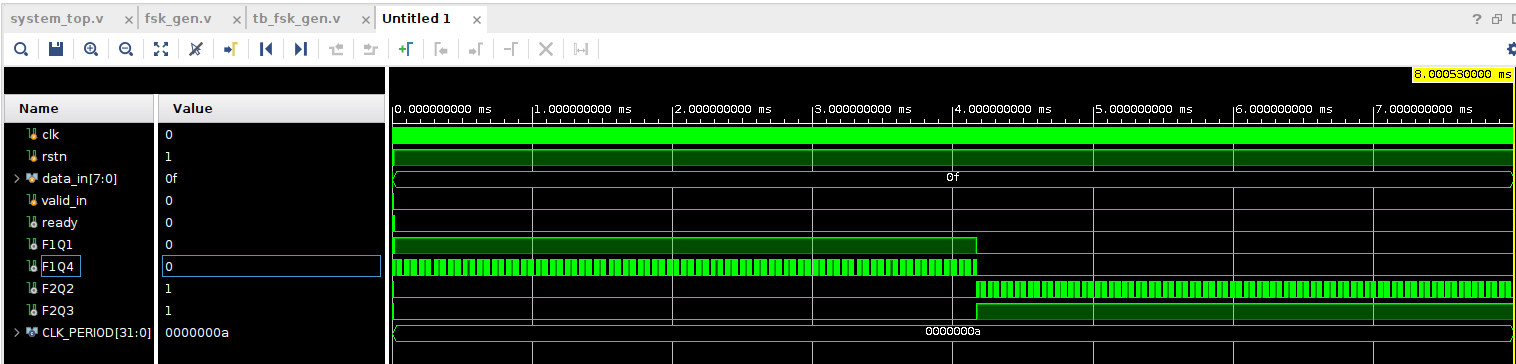 system_top.v × fsk_gen.v × tb_fsk_gen.v × Untitled 1 ×
8.000530000 ms
Name Value
0.000000000 ms 1.000000000 ms 2.000000000 ms 3.000000000 ms 4.000000000 ms 5.000000000 ms 6.000000000 ms 7.000000000 ms
clk 0
rstn 1
data_in[7:0] 0f 0f
valid_in 0
ready 0
F1Q1 0
F1Q4 0
F2Q2 1
F2Q3 1
CLK_PERIOD[31:0] 0000000a 0000000a